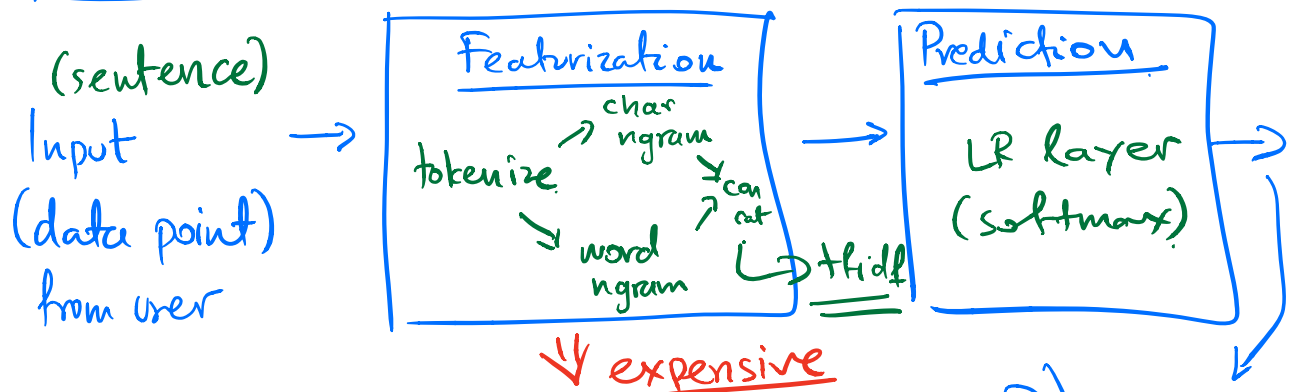 (sentence)
Input
(data point)
from user
Featurization
tokenize
char
ngram
word
ngram
con
cat
tfidf
expensive
Prediction
LR layer
(softmax)